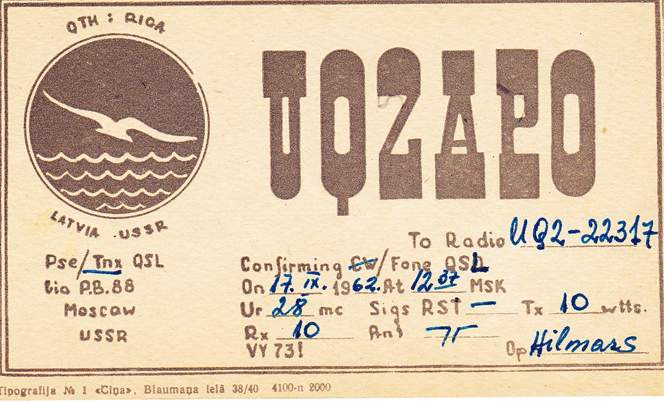 QTH : RIGA
LATVIA - USSR
UQ2APO
To Radio UQ2-22317
Pse/Tnx QSL
via P.B.88
Moscow
USSR
Confirming CW/Fone QSL
On 17. IX. 1962. At 12 37 MSK
Ur 28 mc Sigs RST — Tx 10 wtts.
Rx 10 Ant
VY 73!
Op Hilmars
Tipografija № 1 «Cīņa», Blaumaņa ielā 38/40 4100-n 2000